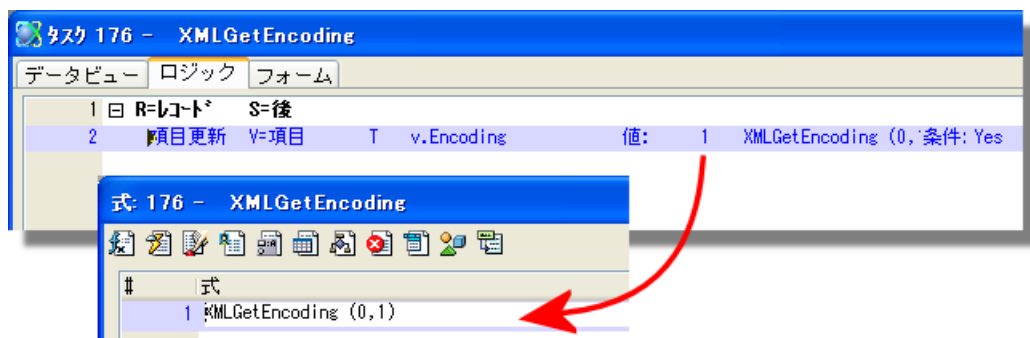 タスク 176 - XMLGetEncoding
データビュー ロジック フォーム
1 R=レコード S=後
2 項目更新 V=項目 T v.Encoding 値: 1 XMLGetEncoding (0, 条件: Yes
式: 176 - XMLGetEncoding
# 式
1 XMLGetEncoding (0,1)